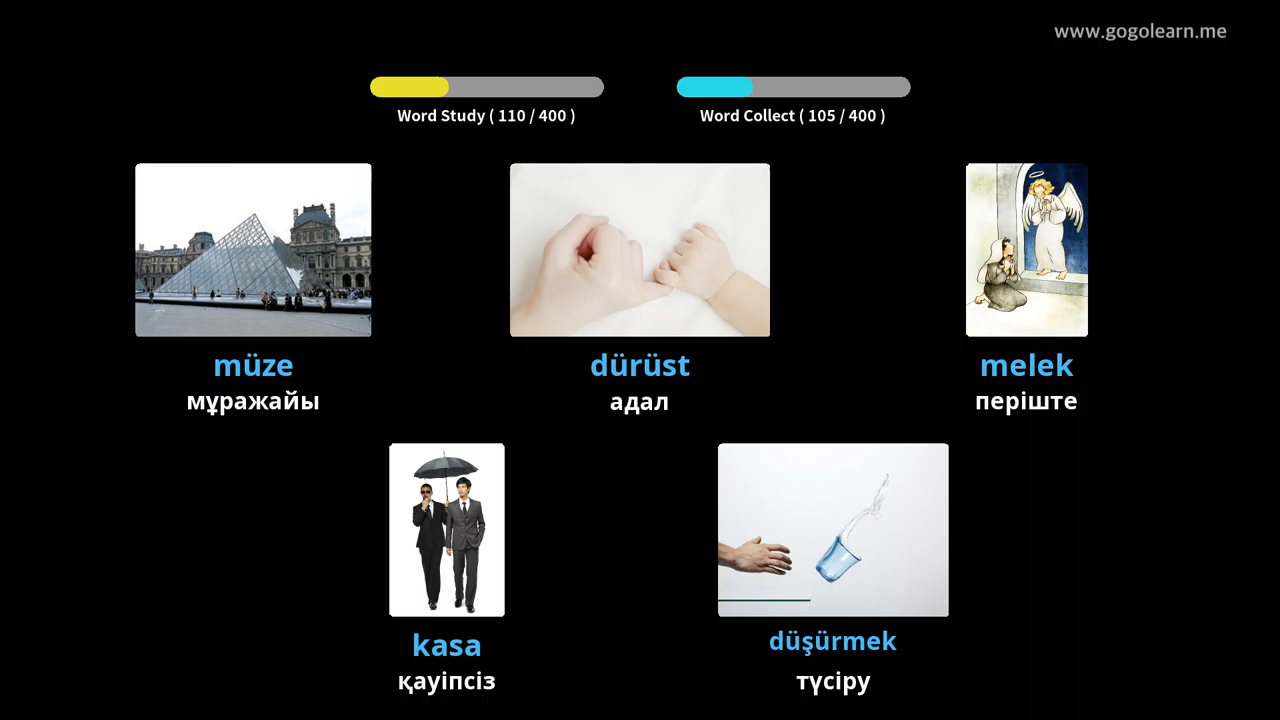 www.gogolearn.me
Word Study ( 110 / 400 )
Word Collect ( 105 / 400 )
müze
мұражайы
dürüst
адал
melek
періште
kasa
қауіпсіз
düşürmek
түсіру